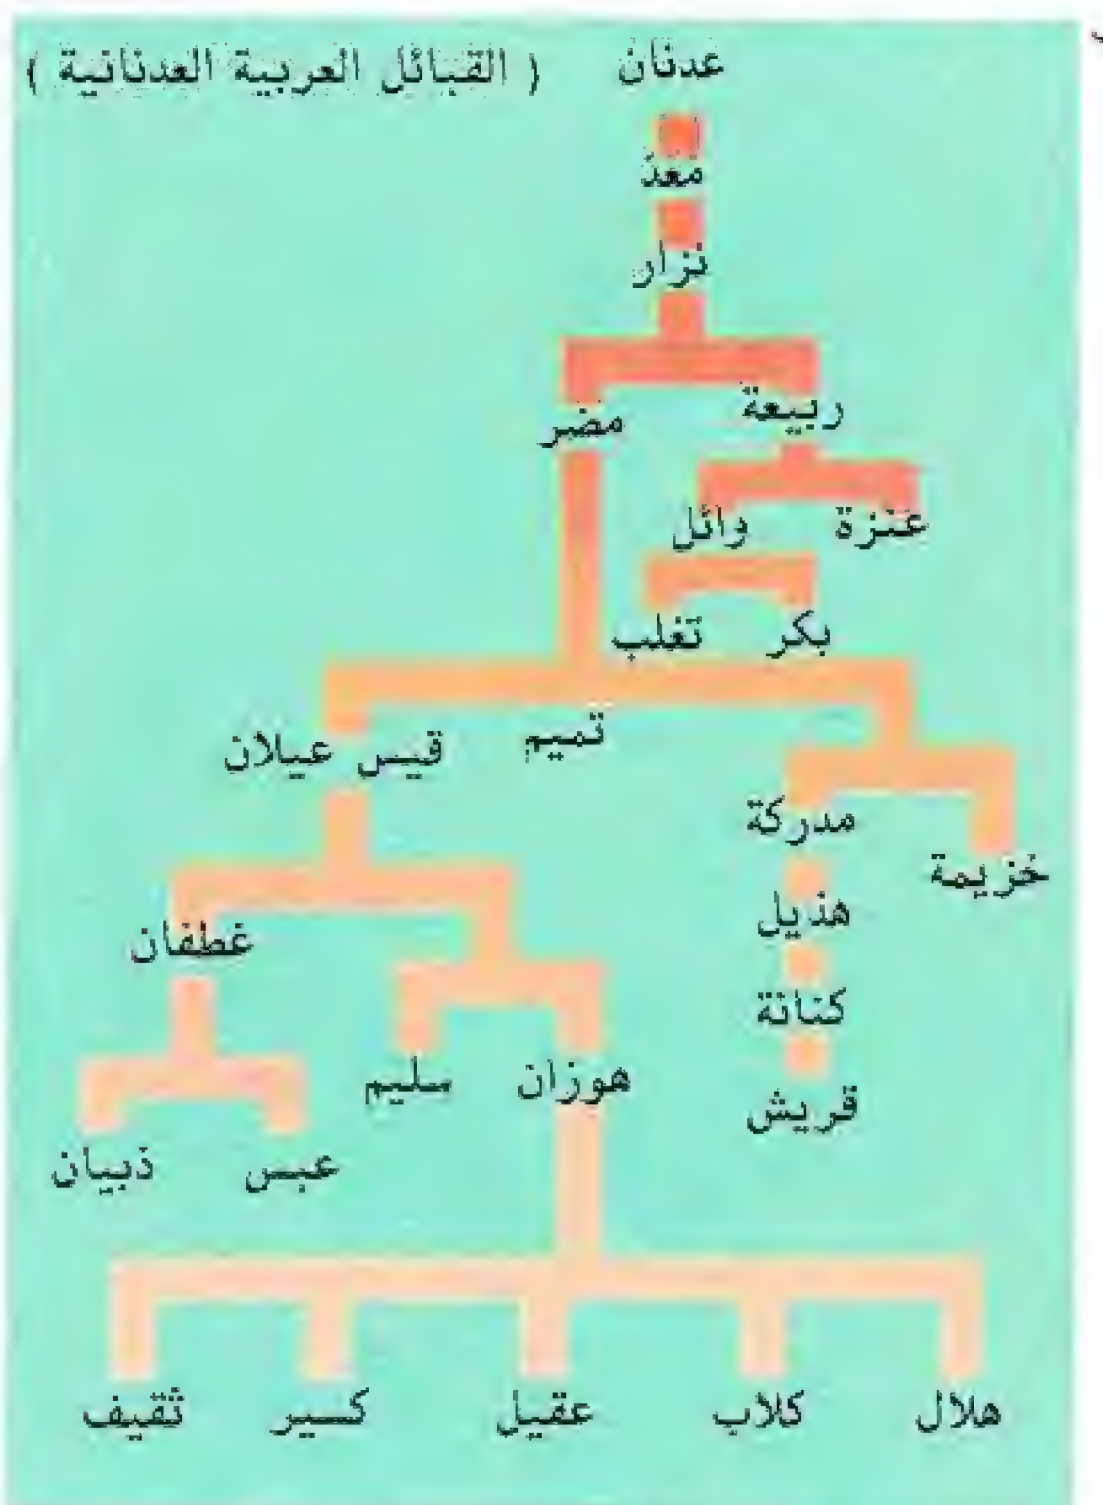 عدنان ( القبائل العربية العدنانية )
معد
نزار
ربيعة مضر
عنزة وائل
بكر تغلب
تميم قيس عيلان
مدركة
خزيمة
هذيل غطفان
كنانة
هوزان سليم
قريش
عبس ذبيان
هلال كلاب عقيل كسير ثقيف